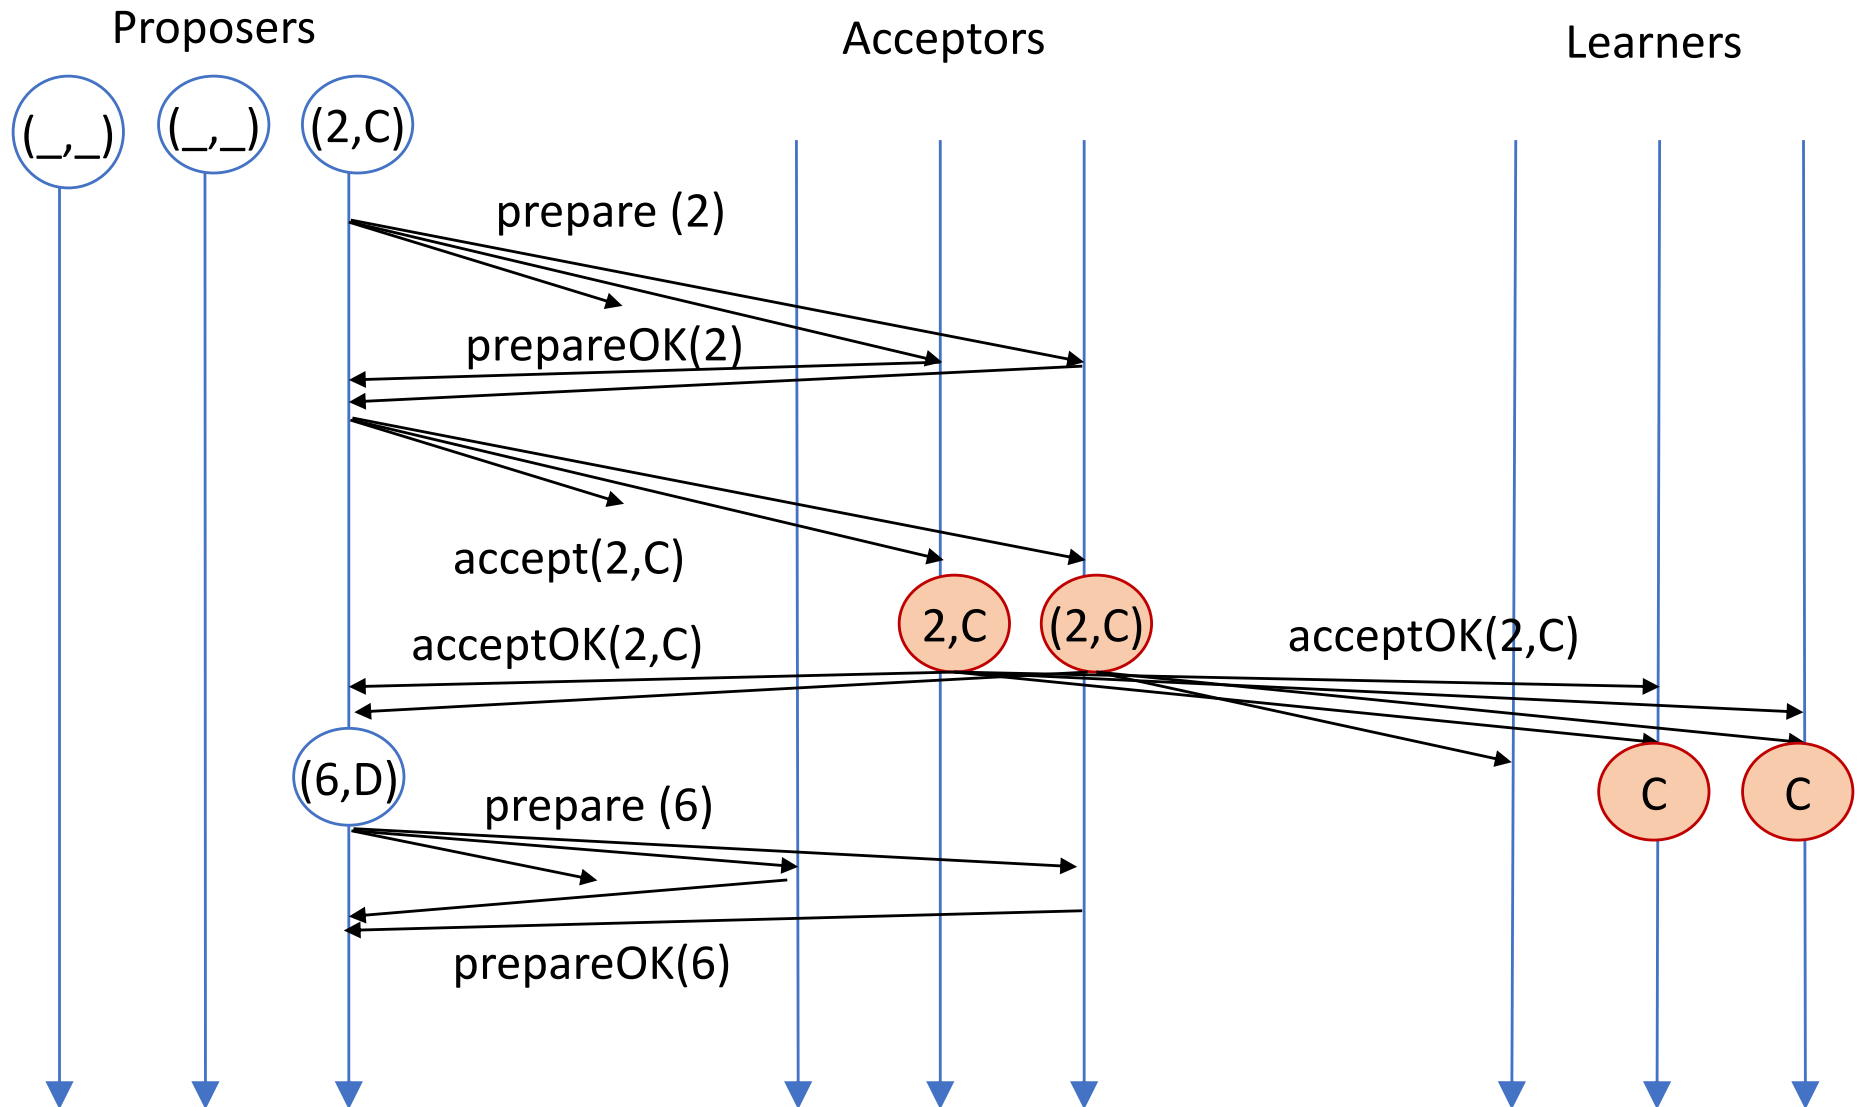 Proposers
Acceptors
Learners
(_,_)
(_,_)
(2,C)
prepare (2)
prepareOK(2)
accept(2,C)
2,C
(2,C)
acceptOK(2,C)
acceptOK(2,C)
(6,D)
prepare (6)
C
C
prepareOK(6)